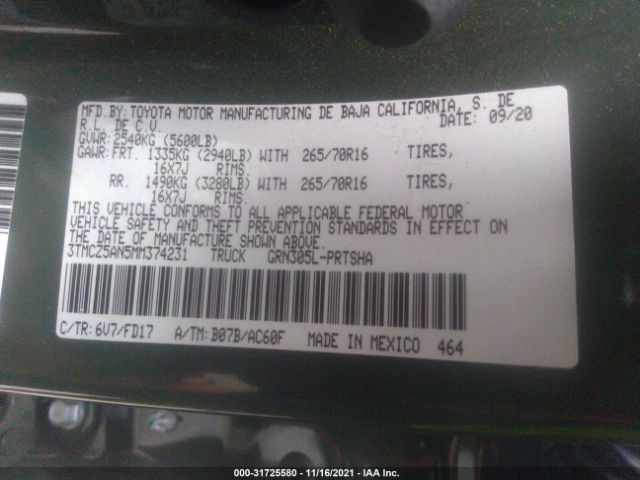 MFD.BY:TOYOTA MOTOR MANUFACTURING DE BAJA CALIFORNIA, S. DE
R.L. DE C.V. DATE: 09/20
GVWR:2540KG (5600LB)
GAWR:FRT. 1335KG (2940LB) WITH 265/70R16 TIRES,
16X7J RIMS.
RR. 1490KG (3280LB) WITH 265/70R16 TIRES,
16X7J RIMS.
THIS VEHICLE CONFORMS TO ALL APPLICABLE FEDERAL MOTOR
VEHICLE SAFETY AND THEFT PREVENTION STANDARDS IN EFFECT ON
THE DATE OF MANUFACTURE SHOWN ABOVE.
3TMCZ5AN5MM374231 TRUCK GRN305L-PRTSHA
C/TR: 6V7/FD17 A/TM: B07B/AC60F MADE IN MEXICO 464
000-31725580 - 11/16/2021 - IAA Inc.